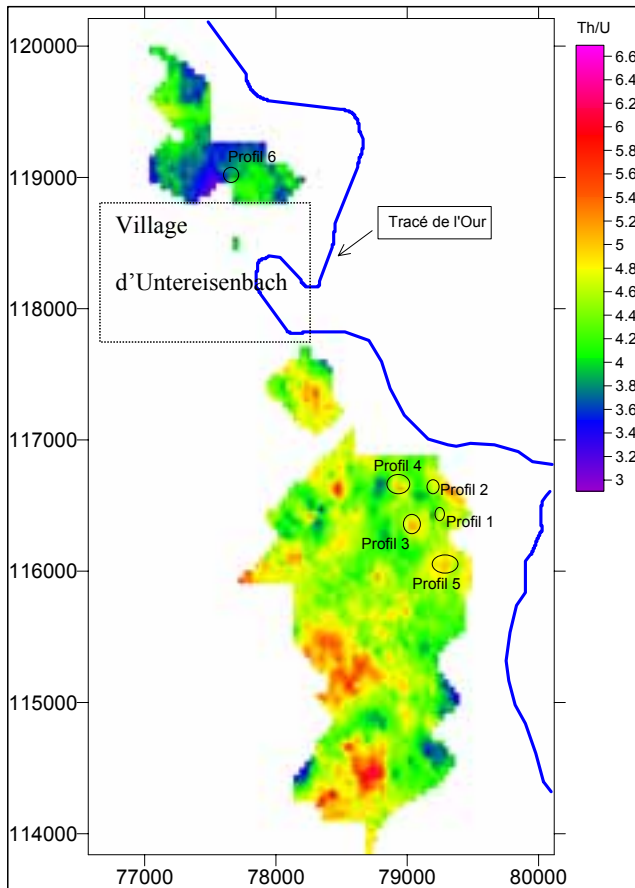 Th/U
120000
119000
118000
117000
116000
115000
114000
77000 78000 79000 80000
Profil 6
Village
d'Untereisenbach
Tracé de l'Our
Profil 4
Profil 2
Profil 1
Profil 3
Profil 5
6.6
6.4
6.2
6
5.8
5.6
5.4
5.2
5
4.8
4.6
4.4
4.2
4
3.8
3.6
3.4
3.2
3